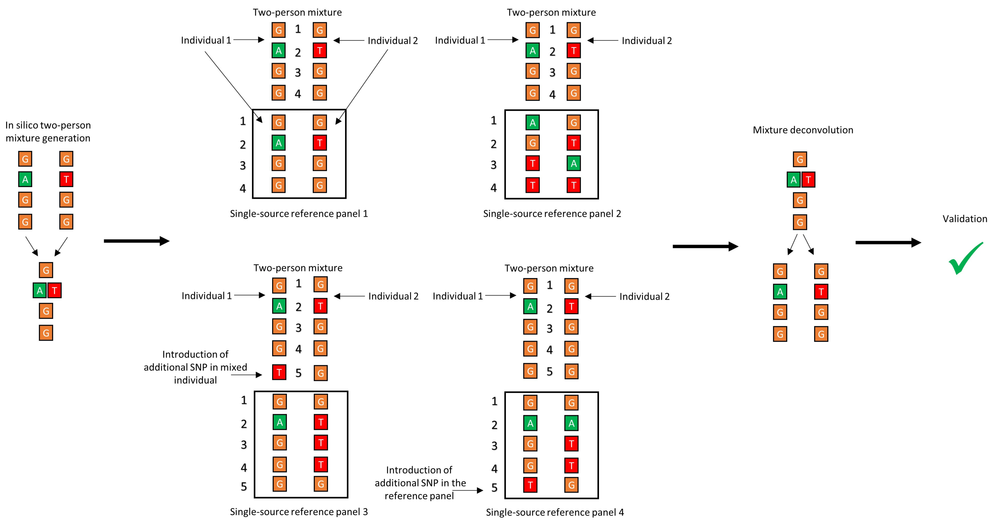 In silico two-person
mixture generation
G G
A T
G G
G G
G
A T
G
G
Two-person mixture
G 1 G
Individual 1 Individual 2
A 2 T
G 3 G
G 4 G
1 G G
2 A T
3 G G
4 G G
Single-source reference panel 1
Two-person mixture
G 1 G
Individual 1 Individual 2
A 2 T
G 3 G
G 4 G
1 A G
2 G T
3 T A
4 T T
Single-source reference panel 2
Two-person mixture
G 1 G
Individual 1 Individual 2
A 2 T
G 3 G
G 4 G
Introduction of
additional SNP in mixed
individual
T 5 G
1 G G
2 A T
3 G T
4 G T
5 G G
Single-source reference panel 3
Two-person mixture
G 1 G
Individual 1 Individual 2
A 2 T
G 3 G
G 4 G
G 5 G
1 G G
2 A A
3 G T
4 G T
Introduction of
additional SNP in the
reference panel
5 T G
Single-source reference panel 4
Mixture deconvolution
G
A T
G
G
G G
A T
G G
G G
Validation